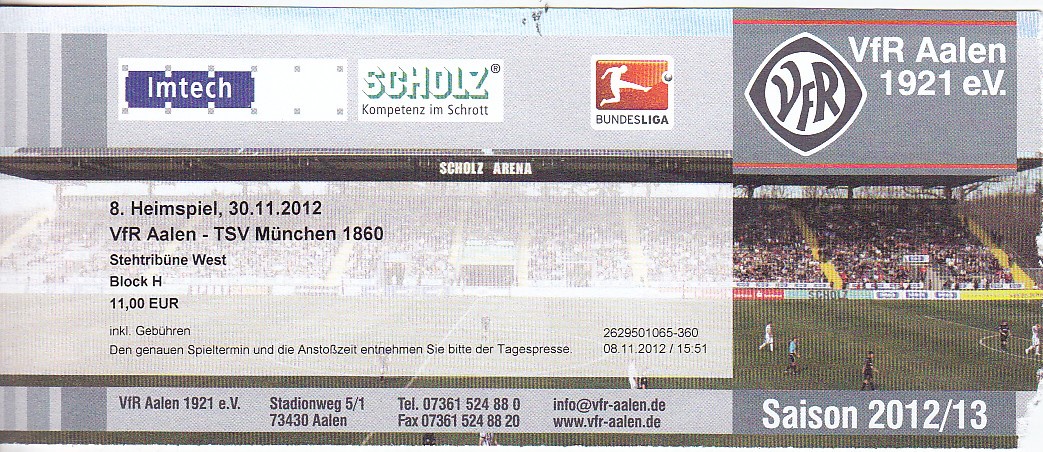 Imtech
SCHOLZ®
Kompetenz im Schrott
BUNDESLIGA
VfR
VfR Aalen
1921 e.V.
SCHOLZ ARENA
8. Heimspiel, 30.11.2012
VfR Aalen - TSV München 1860
Stehtribüne West
Block H
11,00 EUR
inkl. Gebühren
2629501065-360
Den genauen Spieltermin und die Anstoßzeit entnehmen Sie bitte der Tagespresse.
08.11.2012 / 15:51
SCHOLZ
VfR Aalen 1921 e.V.
Stadionweg 5/1
73430 Aalen
Tel. 07361 524 88 0
Fax 07361 524 88 20
info@vfr-aalen.de
www.vfr-aalen.de
Saison 2012/13